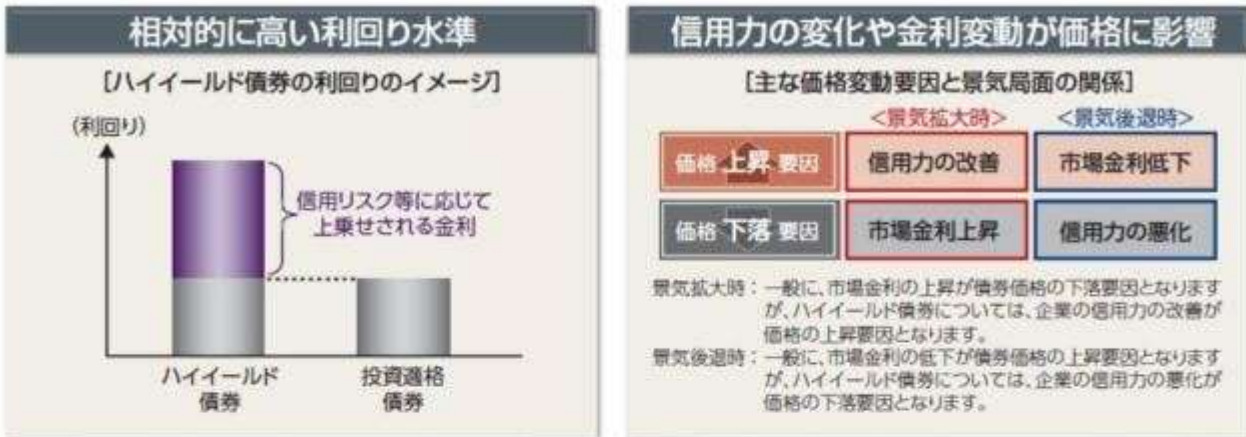 相対的に高い利回り水準
[ハイイールド債券の利回りのイメージ]
(利回り)
信用リスク等に応じて
上乗せされる金利
ハイイールド
債券
投資適格
債券
信用力の変化や金利変動が価格に影響
[主な価格変動要因と景気局面の関係]
<景気拡大時> <景気後退時>
価格 上昇 要因 信用力の改善 市場金利低下
価格 下落 要因 市場金利上昇 信用力の悪化
景気拡大時:一般に、市場金利の上昇が債券価格の下落要因となります
が、ハイイールド債券については、企業の信用力の改善が
価格の上昇要因となります。
景気後退時:一般に、市場金利の低下が債券価格の上昇要因となります
が、ハイイールド債券については、企業の信用力の悪化が
価格の下落要因となります。